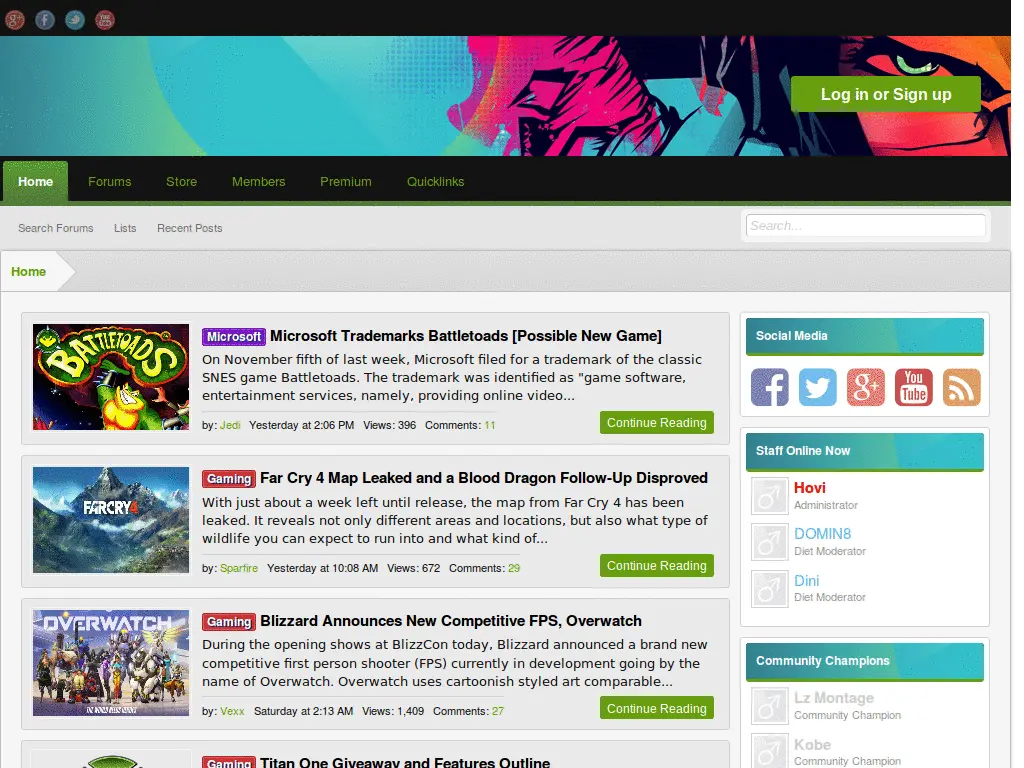 Log in or Sign up
Home Forums Store Members Premium Quicklinks
Search Forums Lists Recent Posts
Search...
Home
BATTLETOADS
Microsoft Microsoft Trademarks Battletoads [Possible New Game]
On November fifth of last week, Microsoft filed for a trademark of the classic
SNES game Battletoads. The trademark was identified as "game software,
entertainment services, namely, providing online video...
by: Jedi Yesterday at 2:06 PM Views: 396 Comments: 11
Continue Reading
FARCRY4
Gaming Far Cry 4 Map Leaked and a Blood Dragon Follow-Up Disproved
With just about a week left until release, the map from Far Cry 4 has been
leaked. It reveals not only different areas and locations, but also what type of
wildlife you can expect to run into and what kind of...
by: Sparfire Yesterday at 10:08 AM Views: 672 Comments: 29
Continue Reading
OVERWATCH
Gaming Blizzard Announces New Competitive FPS, Overwatch
During the opening shows at BlizzCon today, Blizzard announced a brand new
competitive first person shooter (FPS) currently in development going by the
name of Overwatch. Overwatch uses cartoonish styled art comparable...
by: Vexx Saturday at 2:13 AM Views: 1,409 Comments: 27
Continue Reading
Gaming Titan One Giveaway and Features Outline
Social Media
f g+ You Tube
Staff Online Now
Hovi
Administrator
DOMIN8
Diet Moderator
Dini
Diet Moderator
Community Champions
Lz Montage
Community Champion
Kobe
Community Champion